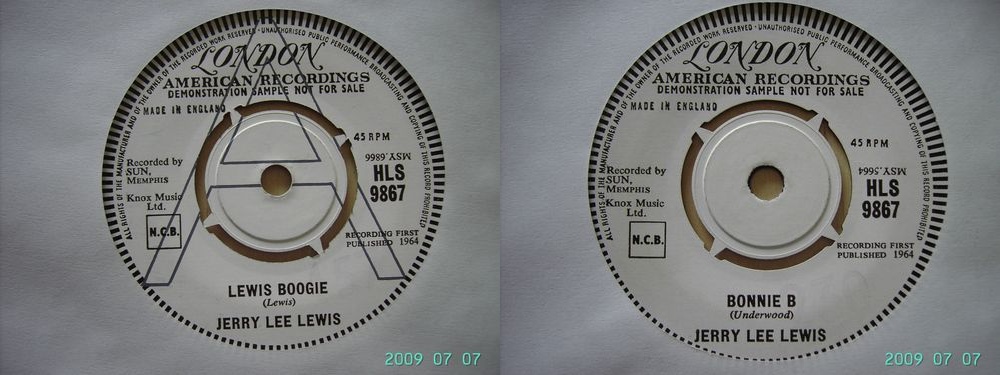 ALL RIGHTS OF THE MANUFACTURER AND OF THE OWNER OF THE RECORDED WORK RESERVED · UNAUTHORISED PUBLIC PERFORMANCE BROADCASTING AND COPYING OF THIS RECORD PROHIBITED
A
LONDON
AMERICAN RECORDINGS
DEMONSTRATION SAMPLE NOT FOR SALE
MADE IN ENGLAND
45 RPM
Recorded by
SUN,
MEMPHIS
MSY.9866
HLS
9867
Knox Music
Ltd.
N.C.B.
RECORDING FIRST
PUBLISHED 1964
LEWIS BOOGIE
(Lewis)
JERRY LEE LEWIS
2009 07 07
ALL RIGHTS OF THE MANUFACTURER AND OF THE OWNER OF THE RECORDED WORK RESERVED · UNAUTHORISED PUBLIC PERFORMANCE BROADCASTING AND COPYING OF THIS RECORD PROHIBITED
LONDON
AMERICAN RECORDINGS
DEMONSTRATION SAMPLE NOT FOR SALE
MADE IN ENGLAND
45 RPM
Recorded by
SUN,
MEMPHIS
MSY.5664
HLS
9867
Knox Music
Ltd.
N.C.B.
RECORDING FIRST
PUBLISHED 1964
BONNIE B
(Underwood)
JERRY LEE LEWIS
2009 07 07